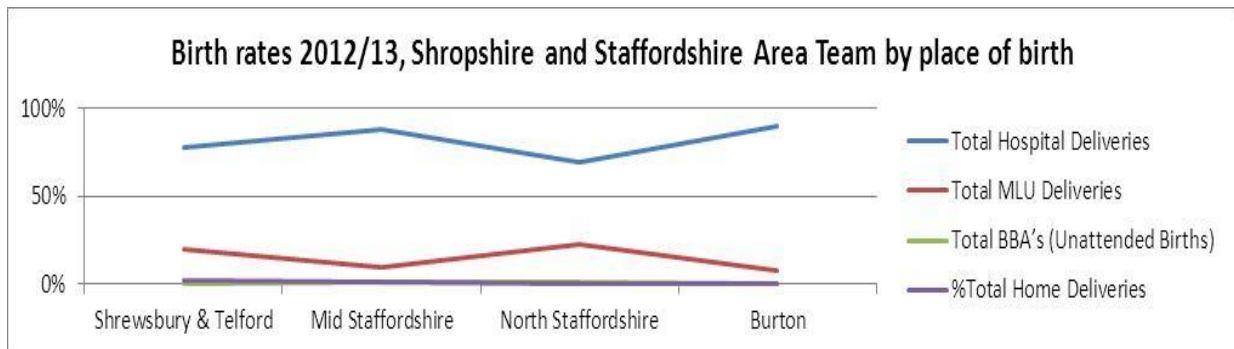 Birth rates 2012/13, Shropshire and Staffordshire Area Team by place of birth
100%
50%
0%
Shrewsbury & Telford
Mid Staffordshire
North Staffordshire
Burton
Total Hospital Deliveries
Total MLU Deliveries
Total BBA's (Unattended Births)
%Total Home Deliveries